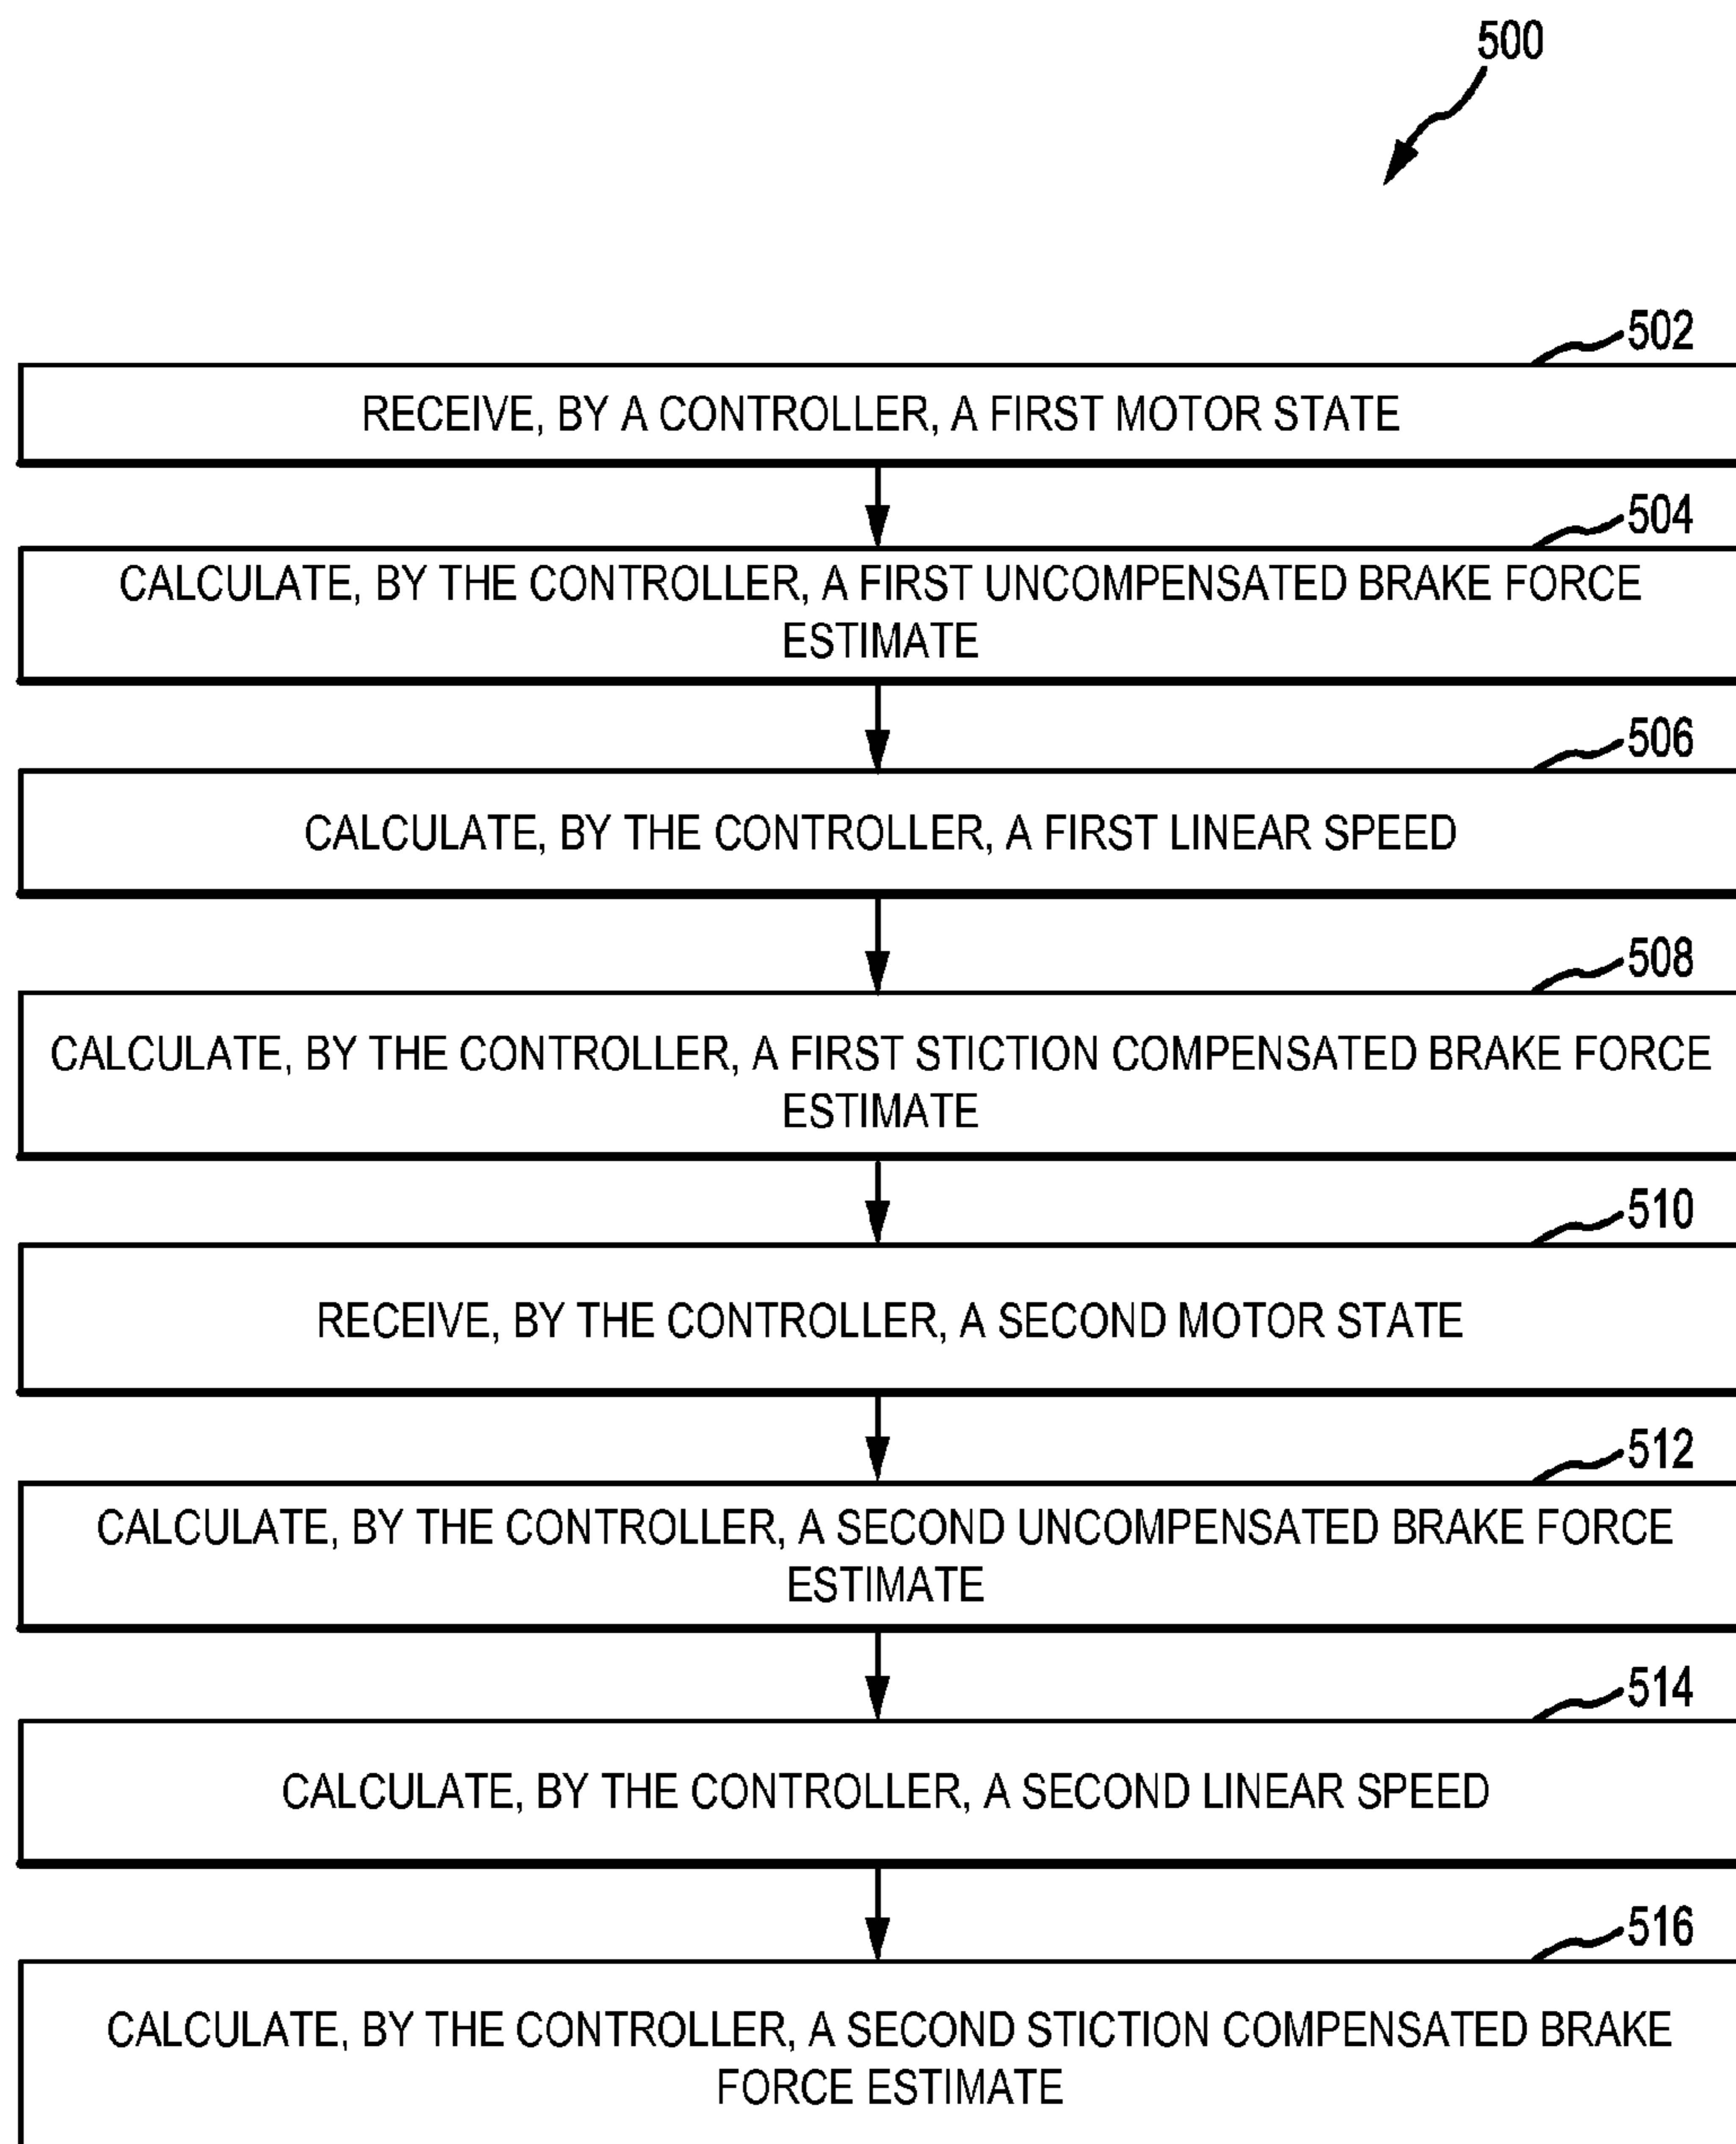 500
502
RECEIVE, BY A CONTROLLER, A FIRST MOTOR STATE
504
CALCULATE, BY THE CONTROLLER, A FIRST UNCOMPENSATED BRAKE FORCE
ESTIMATE
506
CALCULATE, BY THE CONTROLLER, A FIRST LINEAR SPEED
508
CALCULATE, BY THE CONTROLLER, A FIRST STICTION COMPENSATED BRAKE FORCE
ESTIMATE
510
RECEIVE, BY THE CONTROLLER, A SECOND MOTOR STATE
512
CALCULATE, BY THE CONTROLLER, A SECOND UNCOMPENSATED BRAKE FORCE
ESTIMATE
514
CALCULATE, BY THE CONTROLLER, A SECOND LINEAR SPEED
516
CALCULATE, BY THE CONTROLLER, A SECOND STICTION COMPENSATED BRAKE
FORCE ESTIMATE